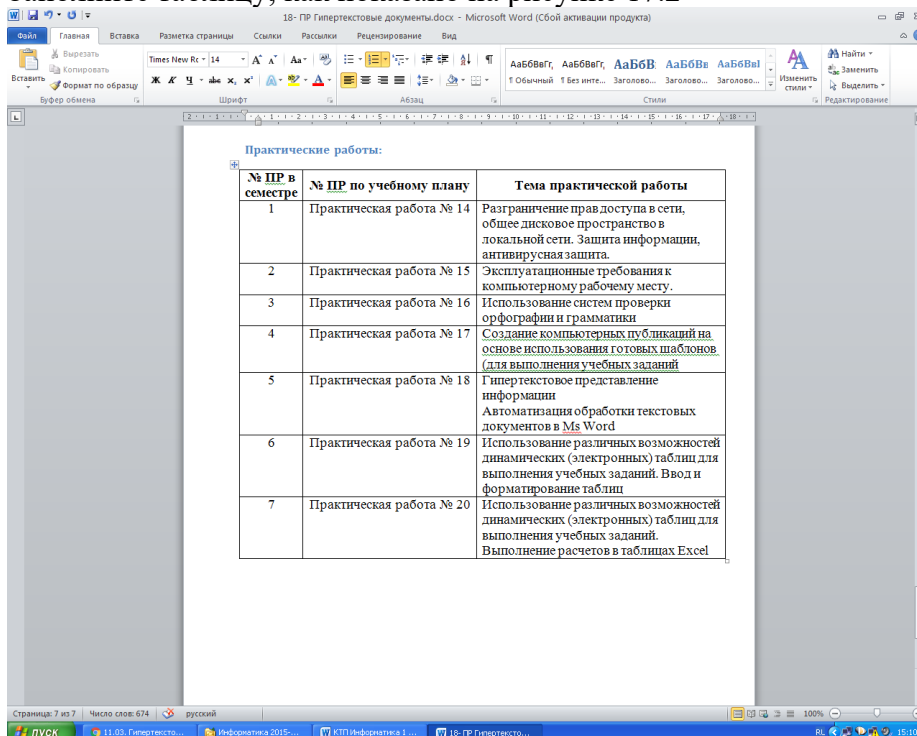 18- ПР Гипертекстовые документы.docx - Microsoft Word (Сбой активации продукта)
Файл Главная Вставка Разметка страницы Ссылки Рассылки Рецензирование Вид
Вырезать
Копировать
Формат по образцу
Вставить
Буфер обмена
Times New Rc 14
Ж К Ч abc x, x²
Шрифт
Абзац
АаБбВвГг, АаБбВвГг, АаБбВ АаБбВв АаБбВвІ
¶ Обычный ¶ Без инте... Заголово... Заголово... Заголово...
Изменить стили
Стили
Найти
Заменить
Выделить
Редактирование
Практические работы:
№ ПР в семестре № ПР по учебному плану Тема практической работы
1 Практическая работа № 14 Разграничение прав доступа в сети,
общее дисковое пространство в
локальной сети. Защита информации,
антивирусная защита.
2 Практическая работа № 15 Эксплуатационные требования к
компьютерному рабочему месту.
3 Практическая работа № 16 Использование систем проверки
орфографии и грамматики
4 Практическая работа № 17 Создание компьютерных публикаций на
основе использования готовых шаблонов
(для выполнения учебных заданий
5 Практическая работа № 18 Гипертекстовое представление
информации
Автоматизация обработки текстовых
документов в Ms Word
6 Практическая работа № 19 Использование различных возможностей
динамических (электронных) таблиц для
выполнения учебных заданий. Ввод и
форматирование таблиц
7 Практическая работа № 20 Использование различных возможностей
динамических (электронных) таблиц для
выполнения учебных заданий.
Выполнение расчетов в таблицах Excel
Страница: 7 из 7 Число слов: 674 русский 100%
пуск 11.03. Гипертексто... Информатика 2015-... КТП Информатика 1 ... 18- ПР Гипертексто... RL